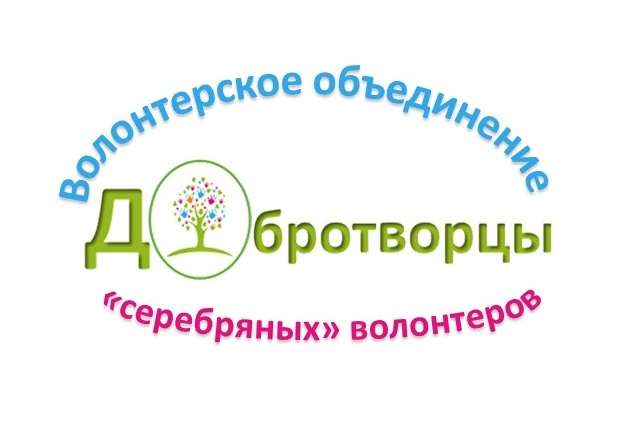 Волонтерское объединение
Добротворцы
«серебряных» волонтеров